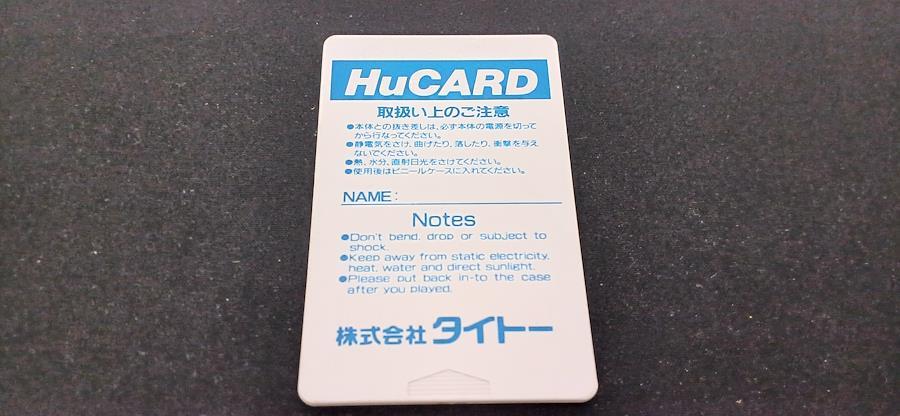 HuCARD
取扱い上のご注意
●本体との抜き差しは、必ず本体の電源を切って
から行なってください。
●静電気をさけ、曲げたり、落したり、衝撃を与え
ないでください。
●熱、水分、直射日光をさけてください。
●使用後はビニールケースに入れてください。
NAME:
Notes
●Don't bend, drop or subject to
shock.
●Keep away from static electricity,
heat, water and direct sunlight.
●Please put back in-to the case
after you played.
株式会社タイトー